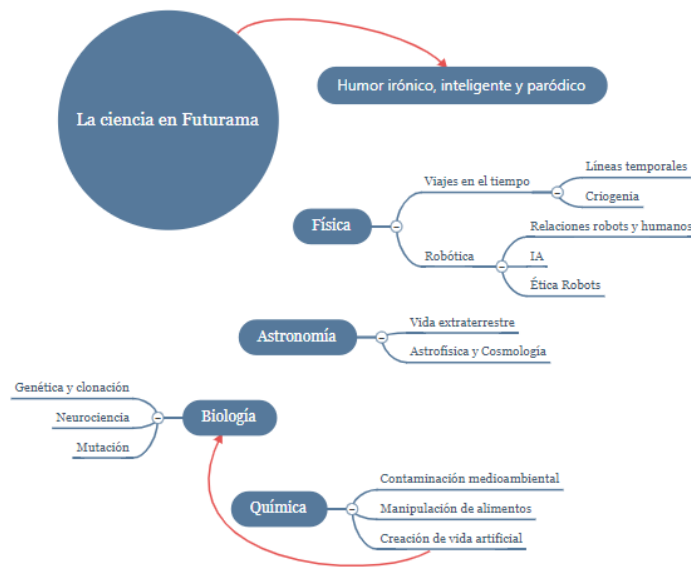 La ciencia en Futurama
Humor irónico, inteligente y paródico
Física
Viajes en el tiempo
Líneas temporales
Criogenia
Robótica
Relaciones robots y humanos
IA
Ética Robots
Astronomía
Vida extraterrestre
Astrofísica y Cosmología
Biología
Genética y clonación
Neurociencia
Mutación
Química
Contaminación medioambiental
Manipulación de alimentos
Creación de vida artificial